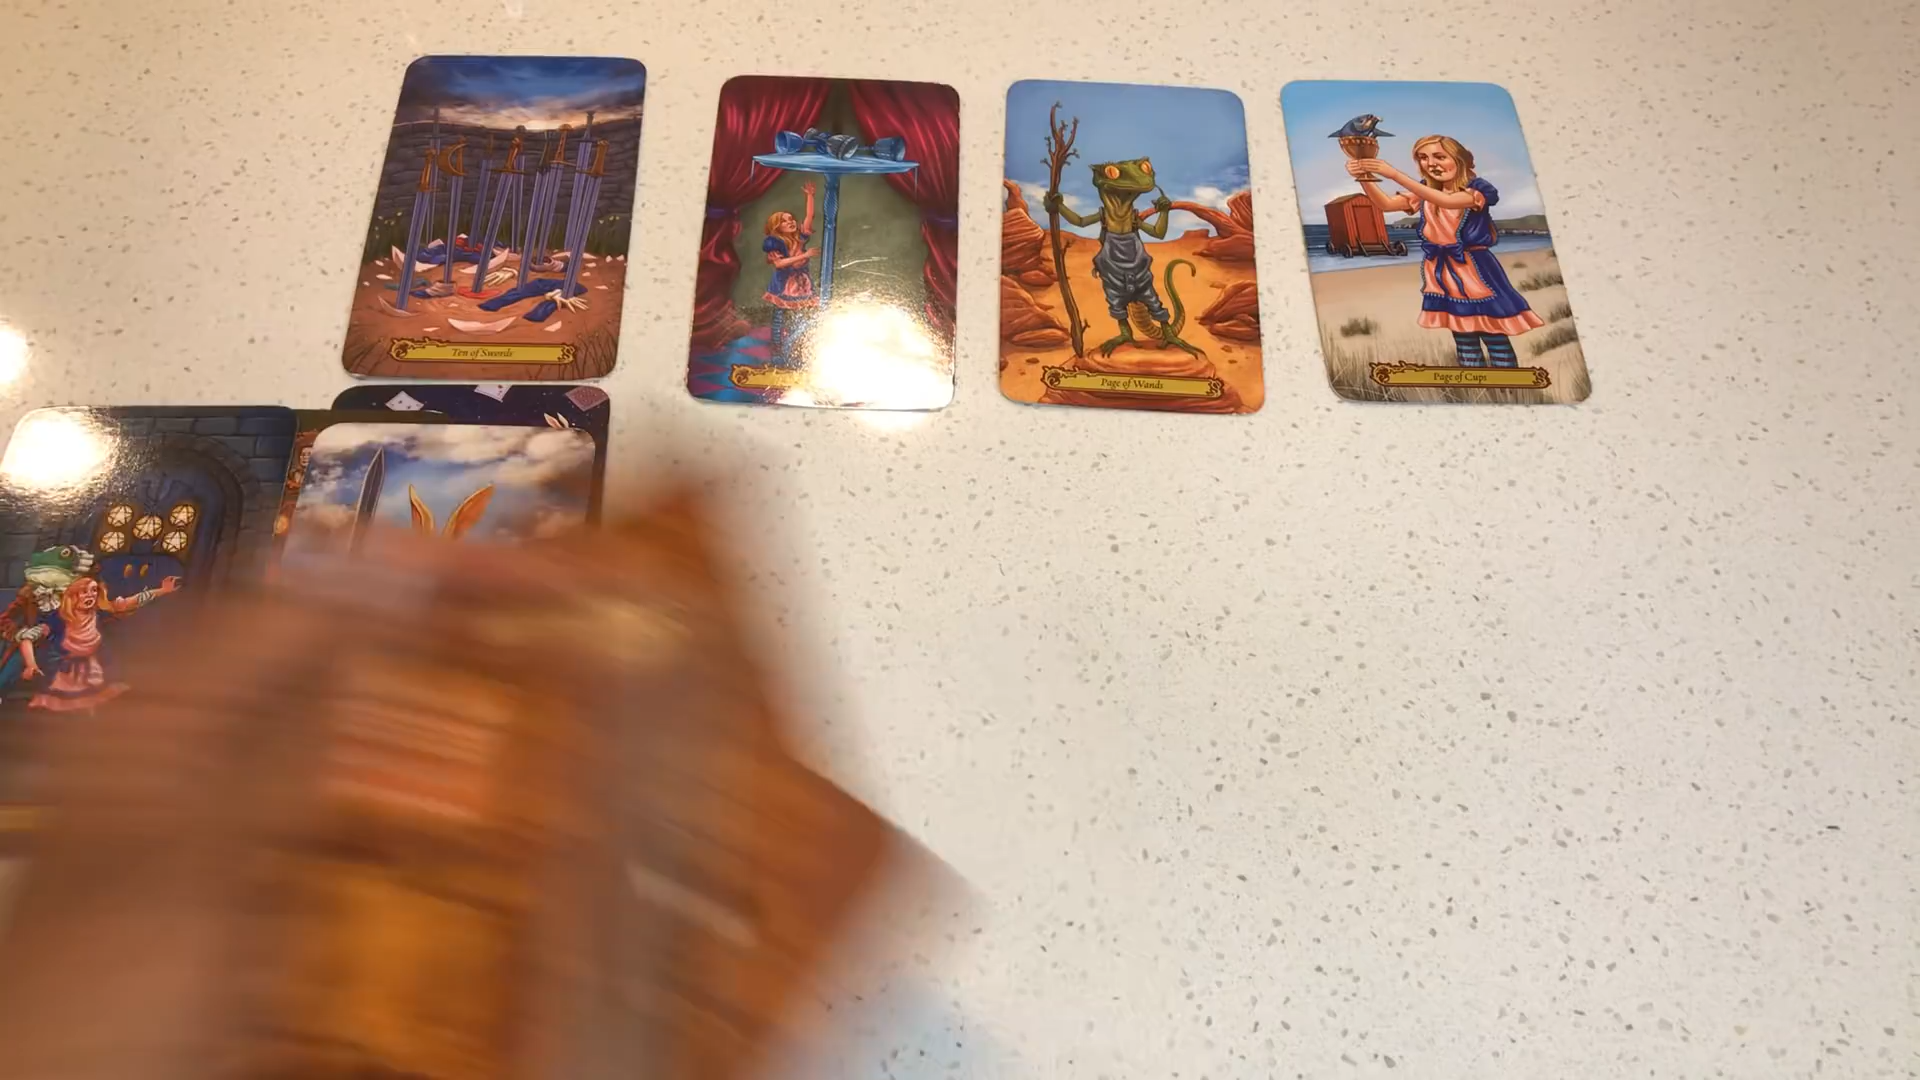 Ten of Swords
Page of Wands
Page of Cups